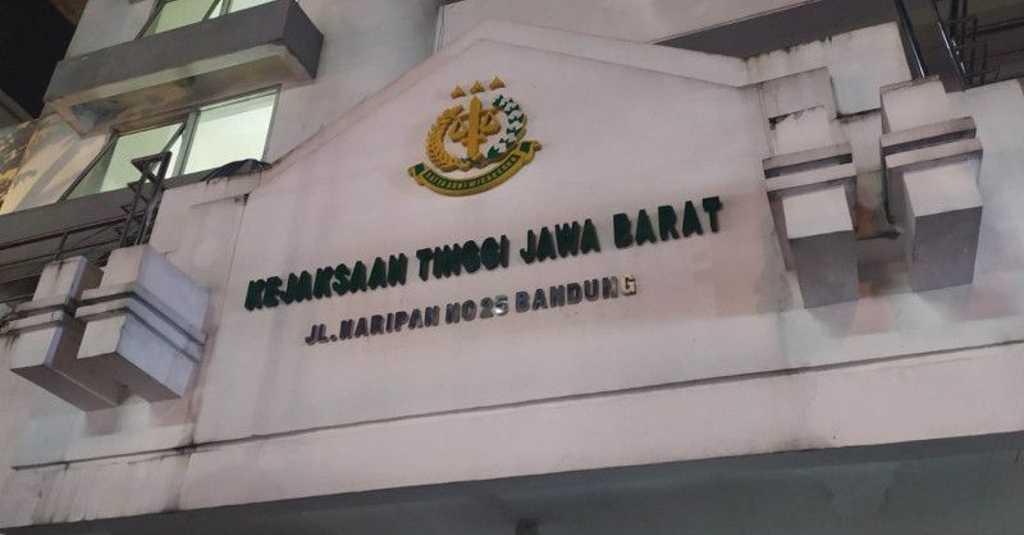 KEJAKSAAN TINGGI JAWA BARAT
JL.NARIPAN NO 25 BANDUNG